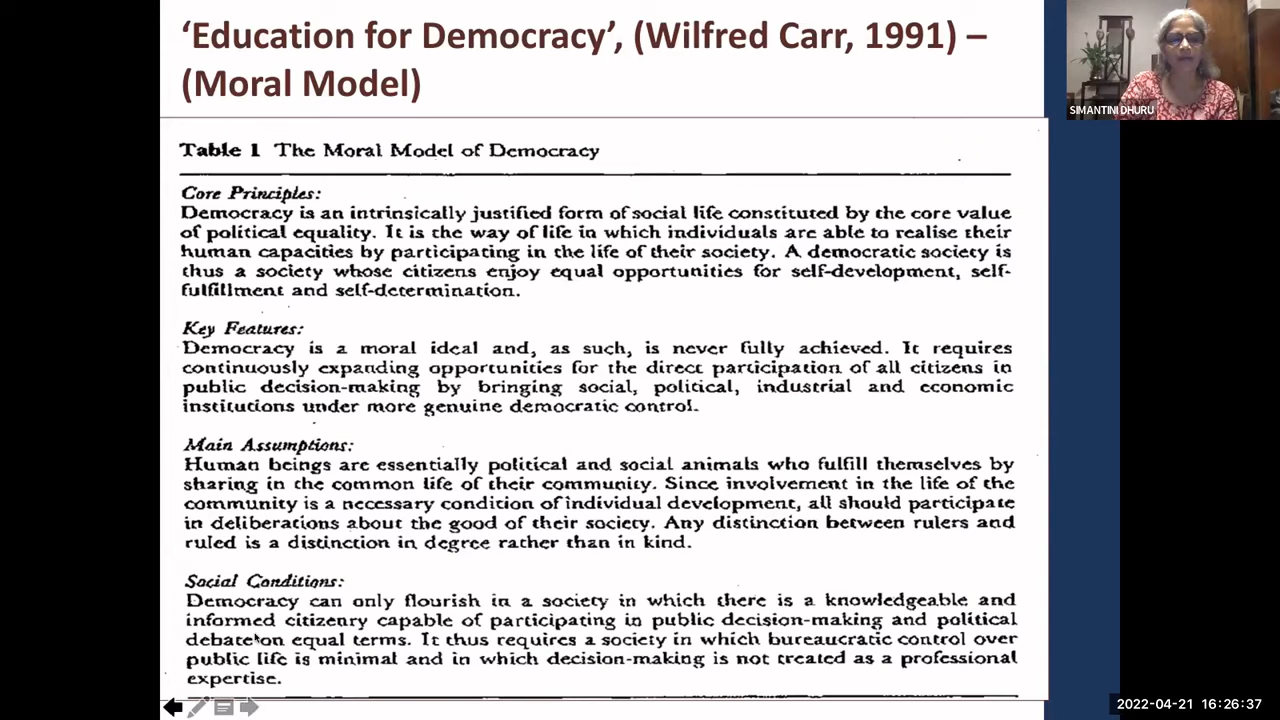 ‘Education for Democracy’, (Wilfred Carr, 1991) –
(Moral Model)
SIMANTINI DHURU
Table 1 The Moral Model of Democracy
Core Principles:
Democracy is an intrinsically justified form of social life constituted by the core value
of political equality. It is the way of life in which individuals are able to realise their
human capacities by participating in the life of their society. A democratic society is
thus a society whose citizens enjoy equal opportunities for self-development, self-
fulfillment and self-determination.
Key Features:
Democracy is a moral ideal and, as such, is never fully achieved. It requires
continuously expanding opportunities for the direct participation of all citizens in
public decision-making by bringing social, political, industrial and economic
institutions under more genuine democratic control.
Main Assumptions:
Human beings are essentially political and social animals who fulfill themselves by
sharing in the common life of their community. Since involvement in the life of the
community is a necessary condition of individual development, all should participate
in deliberations about the good of their society. Any distinction between rulers and
ruled is a distinction in degree rather than in kind.
Social Conditions:
Democracy can only flourish in a society in which there is a knowledgeable and
informed citizenry capable of participating in public decision-making and political
debate on equal terms. It thus requires a society in which bureaucratic control over
public life is minimal and in which decision-making is not treated as a professional
expertise.
2022-04-21 16:26:37